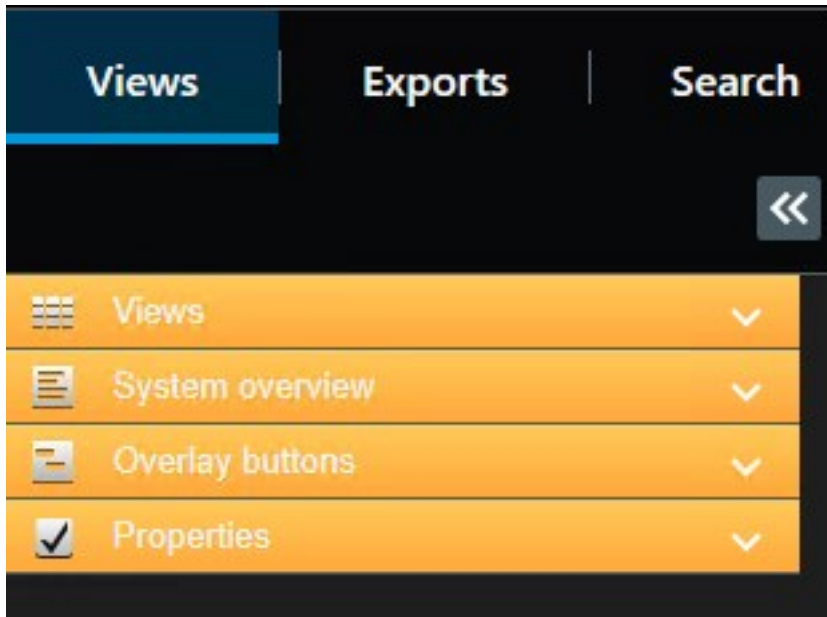 Views Exports Search
Views
System overview
Overlay buttons
Properties